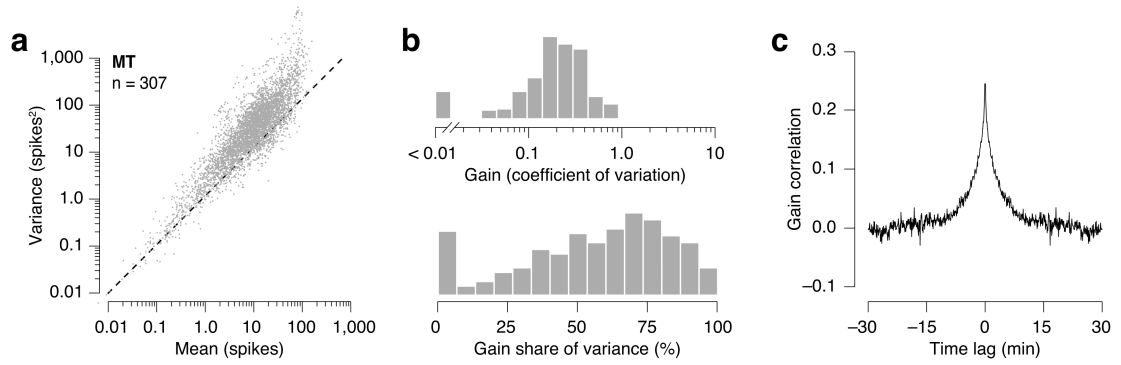 a
MT
n = 307
1,000
100
10
1.0
0.1
0.01
Variance (spikes²)
0.01 0.1 1.0 10 100 1,000
Mean (spikes)
b
< 0.01 0.1 1.0 10
Gain (coefficient of variation)
0 25 50 75 100
Gain share of variance (%)
c
0.3
0.2
0.1
0.0
–0.1
Gain correlation
–30 –15 0 15 30
Time lag (min)